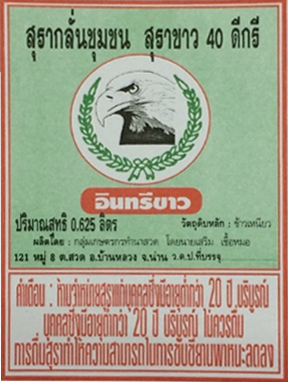 สุรากลั่นชุมชน สุราขาว 40 ดีกรี
อินทรีขาว
ปริมาณสุทธิ 0.625 ลิตร วัตถุดิบหลัก : ข้าวเหนียว
ผลิตโดย : กลุ่มเกษตรกรทำนาสวด โดยนายเสริม เชื้อหมอ
121 หมู่ 8 ต.สวด อ.บ้านหลวง จ.น่าน ว.ด.ป.ที่บรรจุ
คำเตือน : ห้ามจำหน่ายสุราแก่บุคคลซึ่งมีอายุต่ำกว่า 20 ปี บริบูรณ์
บุคคลซึ่งมีอายุต่ำกว่า 20 ปี บริบูรณ์ ไม่ควรดื่ม
การดื่มสุราทำให้ความสามารถในการขับขี่ยานพาหนะลดลง